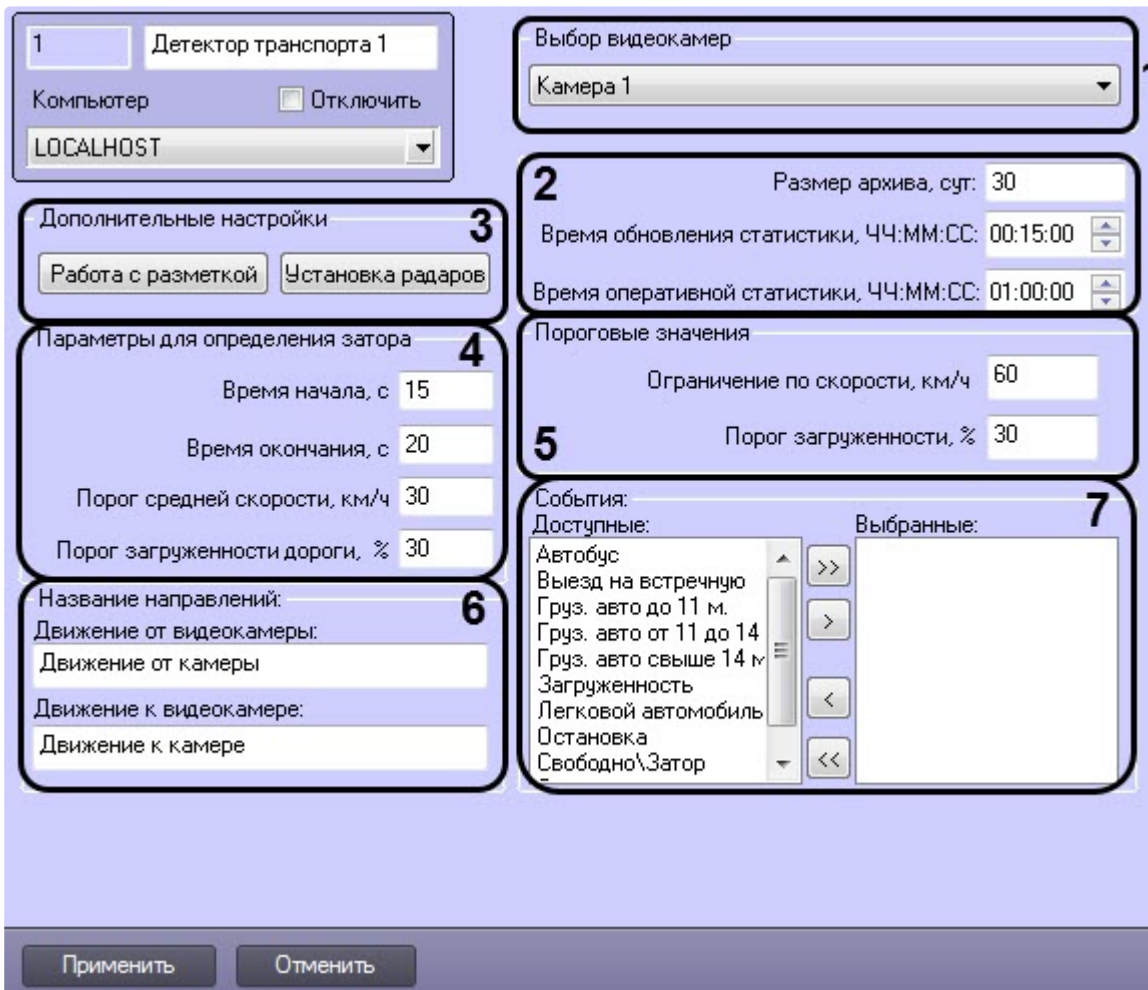 1
Детектор транспорта 1
Компьютер
Отключить
LOCALHOST
Выбор видеокамер
Камера 1
2
Размер архива, сут: 30
Время обновления статистики, ЧЧ:ММ:СС: 00:15:00
Время оперативной статистики, ЧЧ:ММ:СС: 01:00:00
Дополнительные настройки
3
Работа с разметкой
Установка радаров
Параметры для определения затора
4
Время начала, с 15
Время окончания, с 20
Порог средней скорости, км/ч 30
Порог загруженности дороги, % 30
Пороговые значения
Ограничение по скорости, км/ч 60
5
Порог загруженности, % 30
Название направлений:
6
Движение от видеокамеры:
Движение от камеры
Движение к видеокамере:
Движение к камере
События:
7
Доступные:
Автобус
Выезд на встречную
Груз. авто до 11 м.
Груз. авто от 11 до 14
Груз. авто свыше 14 м
Загруженность
Легковой автомобиль
Остановка
Свободно\Затор
>>
>
<
<<
Выбранные:
Применить
Отменить